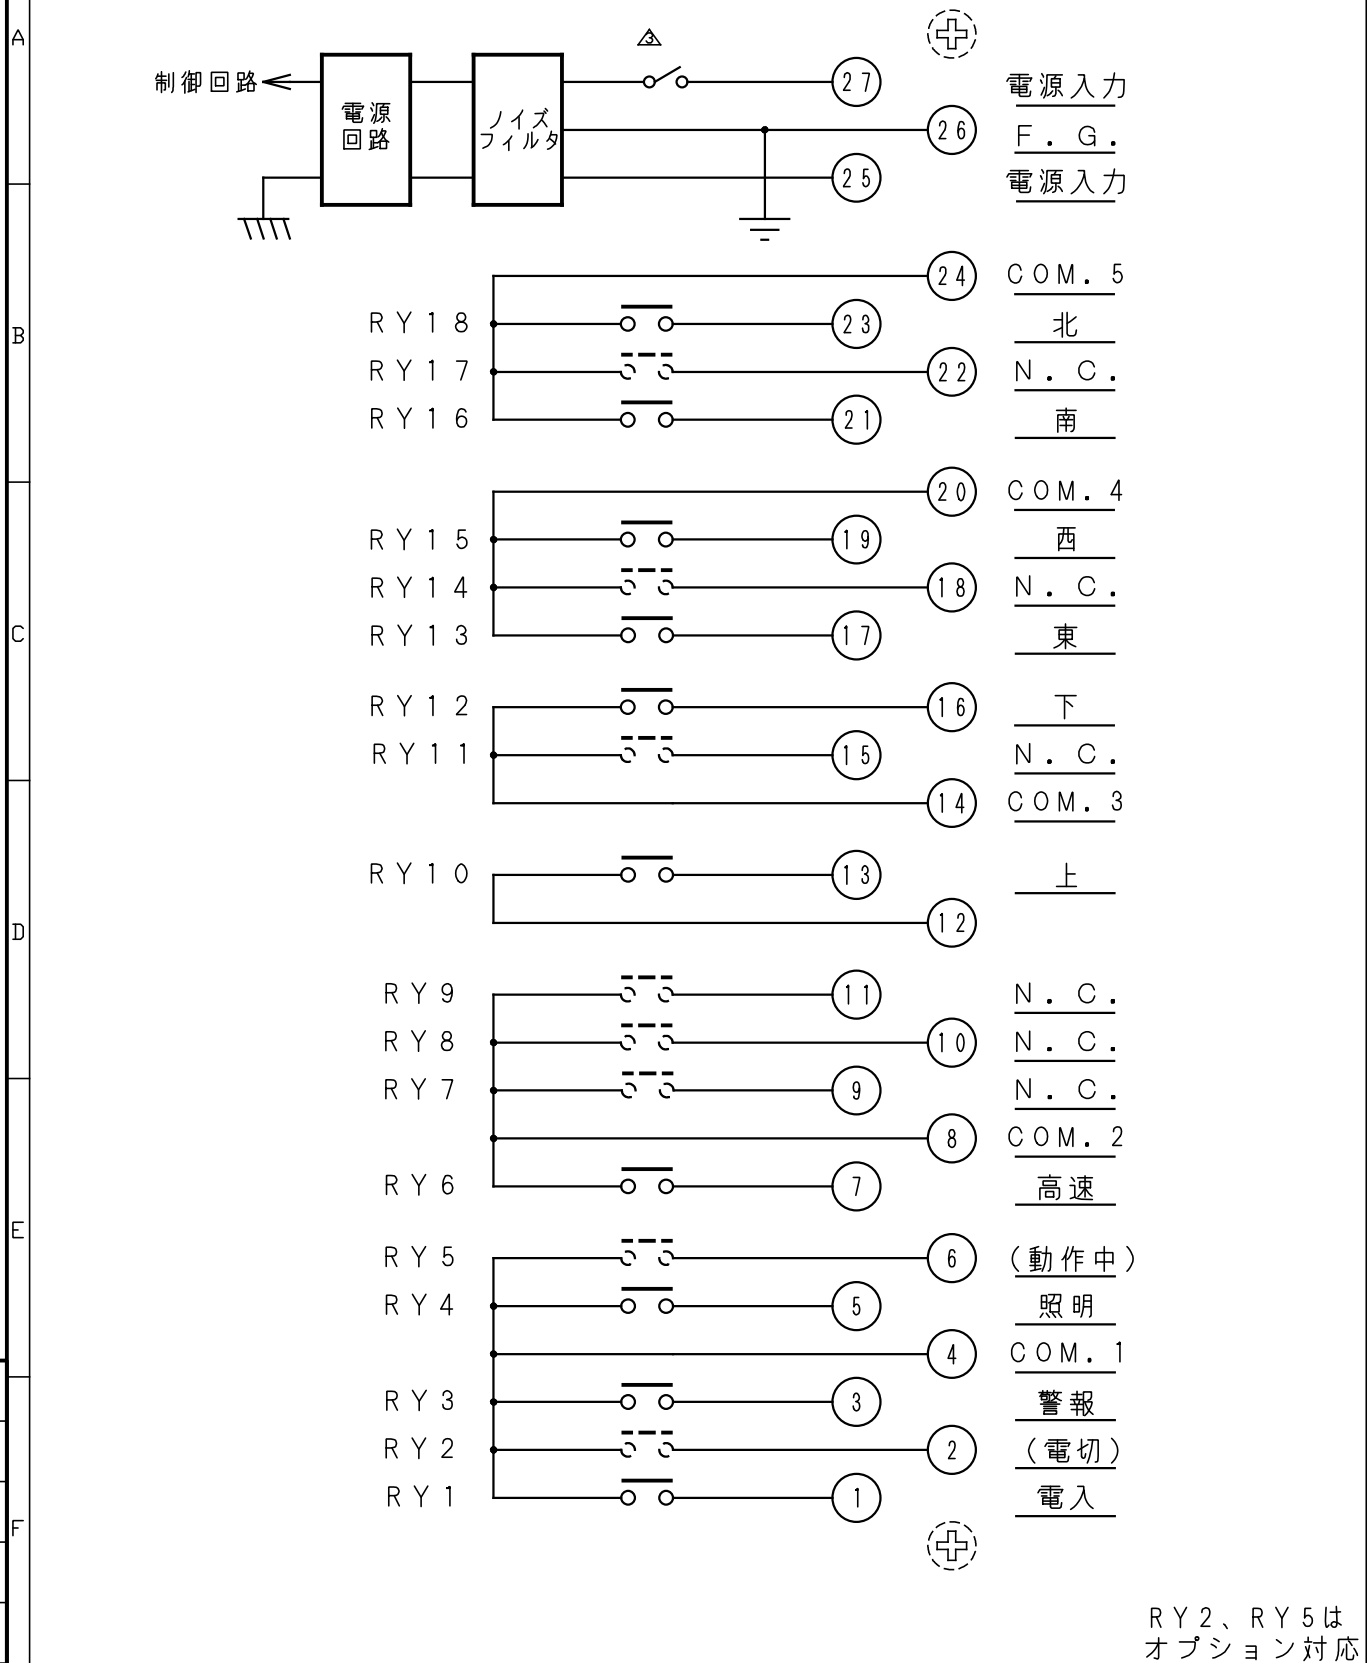 A
3
制御回路
電源
回路
ノイズ
フィルタ
27 電源入力
26 F. G.
25 電源入力
24 COM. 5
B
RY18 23 北
RY17 22 N. C.
RY16 21 南
20 COM. 4
RY15 19 西
RY14 18 N. C.
C
RY13 17 東
RY12 16 下
RY11 15 N. C.
14 COM. 3
RY10 13 上
12
D
RY9 11 N. C.
RY8 10 N. C.
RY7 9 N. C.
8 COM. 2
RY6 7 高速
E
RY5 6 (動作中)
RY4 5 照明
4 COM. 1
RY3 3 警報
RY2 2 (電切)
RY1 1 電入
F
RY2、RY5は
オプション対応